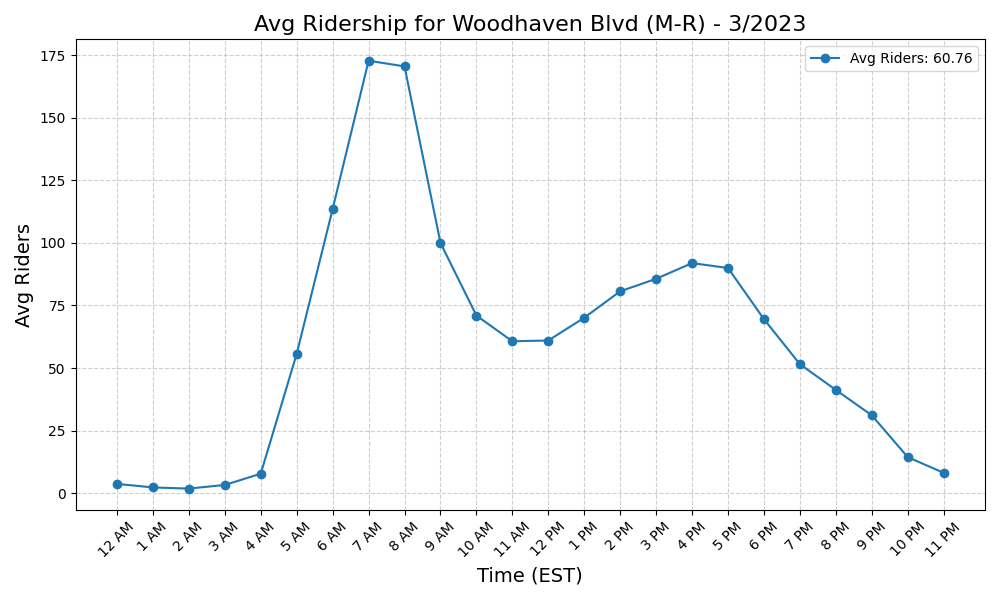 Avg Ridership for Woodhaven Blvd (M-R) - 3/2023
Avg Riders: 60.76
Avg Riders
175
150
125
100
75
50
25
0
12 AM
1 AM
2 AM
3 AM
4 AM
5 AM
6 AM
7 AM
8 AM
9 AM
10 AM
11 AM
12 PM
1 PM
2 PM
3 PM
4 PM
5 PM
6 PM
7 PM
8 PM
9 PM
10 PM
11 PM
Time (EST)